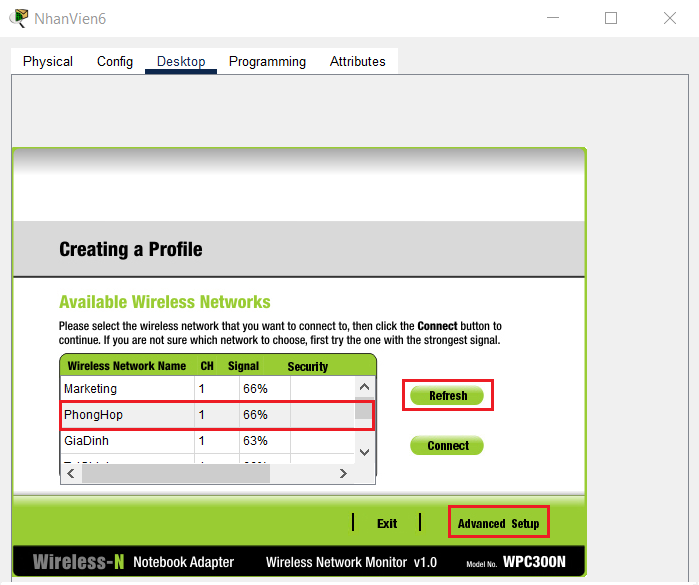 NhanVien6
Physical Config Desktop Programming Attributes
Creating a Profile
Available Wireless Networks
Please select the wireless network that you want to connect to, then click the Connect button to
continue. If you are not sure which network to choose, first try the one with the strongest signal.
Wireless Network Name CH Signal Security
Marketing 1 66%
PhongHop 1 66%
GiaDinh 1 63%
Refresh
Connect
Exit
Advanced Setup
Wireless-N Notebook Adapter Wireless Network Monitor v1.0 Model No. WPC300N